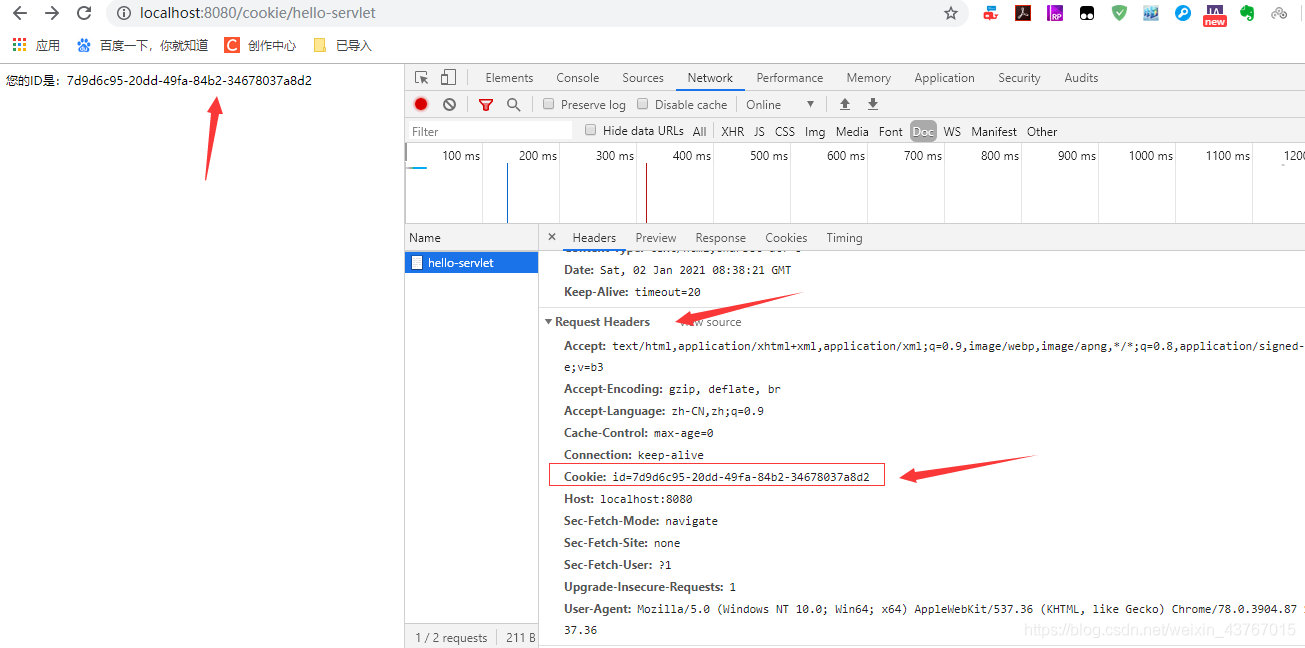 localhost:8080/cookie/hello-servlet
应用 百度一下，你就知道 创作中心 已导入
new
您的ID是：7d9d6c95-20dd-49fa-84b2-34678037a8d2
Elements Console Sources Network Performance Memory Application Security Audits
Preserve log Disable cache Online
Filter Hide data URLs All XHR JS CSS Img Media Font Doc WS Manifest Other
100 ms 200 ms 300 ms 400 ms 500 ms 600 ms 700 ms 800 ms 900 ms 1000 ms 1100 ms 1200
Name Headers Preview Response Cookies Timing
hello-servlet
Date: Sat, 02 Jan 2021 08:38:21 GMT
Keep-Alive: timeout=20
Request Headers source
Accept: text/html,application/xhtml+xml,application/xml;q=0.9,image/webp,image/apng,*/*;q=0.8,application/signed-
e;v=b3
Accept-Encoding: gzip, deflate, br
Accept-Language: zh-CN,zh;q=0.9
Cache-Control: max-age=0
Connection: keep-alive
Cookie: id=7d9d6c95-20dd-49fa-84b2-34678037a8d2
Host: localhost:8080
Sec-Fetch-Mode: navigate
Sec-Fetch-Site: none
Sec-Fetch-User: ?1
Upgrade-Insecure-Requests: 1
User-Agent: Mozilla/5.0 (Windows NT 10.0; Win64; x64) AppleWebKit/537.36 (KHTML, like Gecko) Chrome/78.0.3904.87
37.36
1 / 2 requests 211 B
https://blog.csdn.net/weixin_43767015